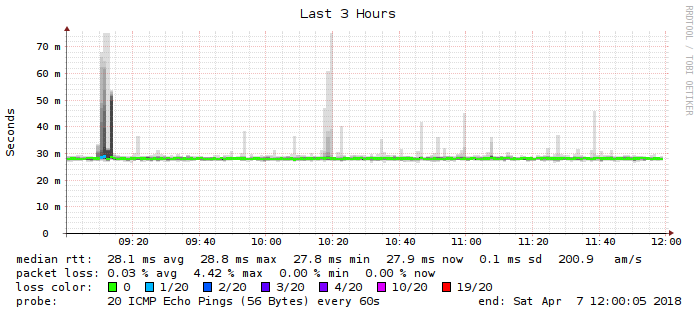 Last 3 Hours
RRDTOOL / TOBI OETIKER
Seconds
70 m
60 m
50 m
40 m
30 m
20 m
10 m
0
09:20 09:40 10:00 10:20 10:40 11:00 11:20 11:40 12:00
median rtt: 28.1 ms avg 28.8 ms max 27.8 ms min 27.9 ms now 0.1 ms sd 200.9 am/s
packet loss: 0.03 % avg 4.42 % max 0.00 % min 0.00 % now
loss color: 0 1/20 2/20 3/20 4/20 10/20 19/20
probe: 20 ICMP Echo Pings (56 Bytes) every 60s end: Sat Apr 7 12:00:05 2018